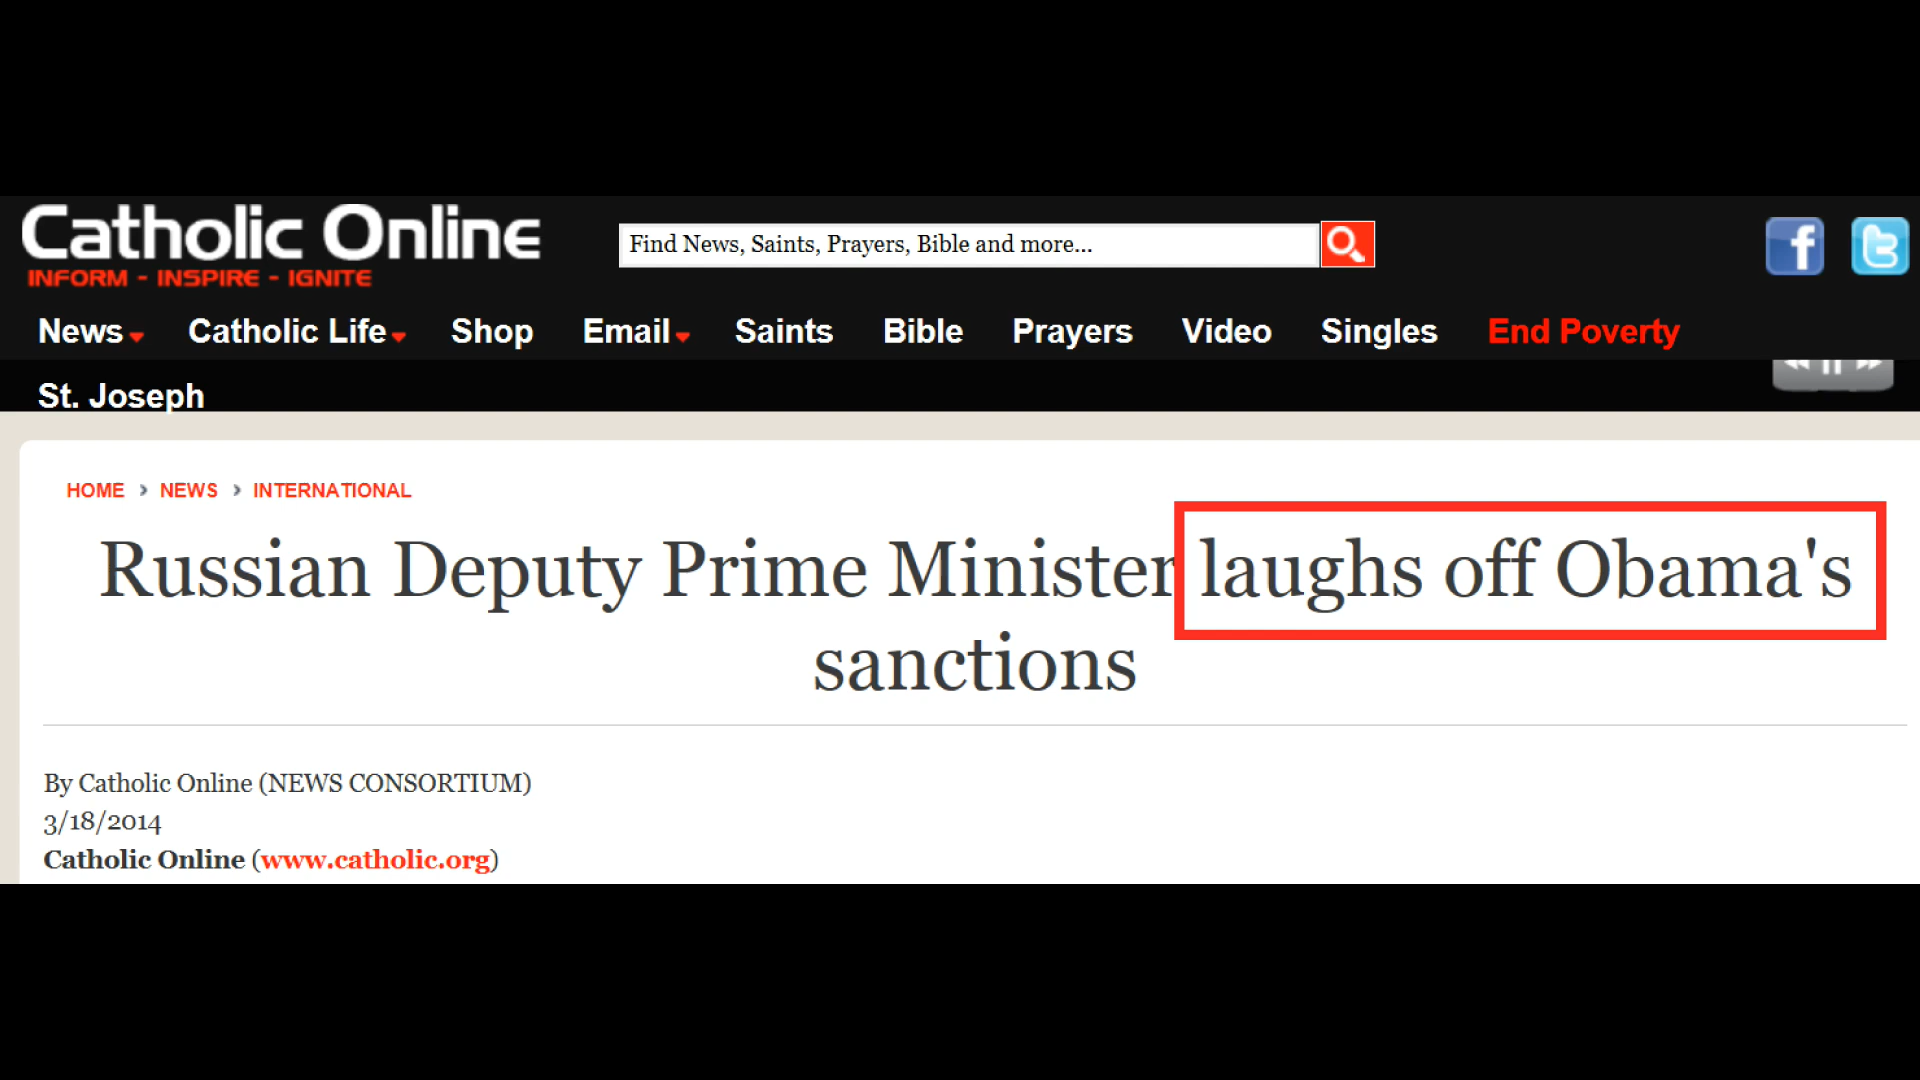 Catholic Online
INFORM - INSPIRE - IGNITE
Find News, Saints, Prayers, Bible and more...
News Catholic Life Shop Email Saints Bible Prayers Video Singles End Poverty
St. Joseph
HOME › NEWS › INTERNATIONAL
Russian Deputy Prime Minister laughs off Obama's
sanctions
By Catholic Online (NEWS CONSORTIUM)
3/18/2014
Catholic Online (www.catholic.org)